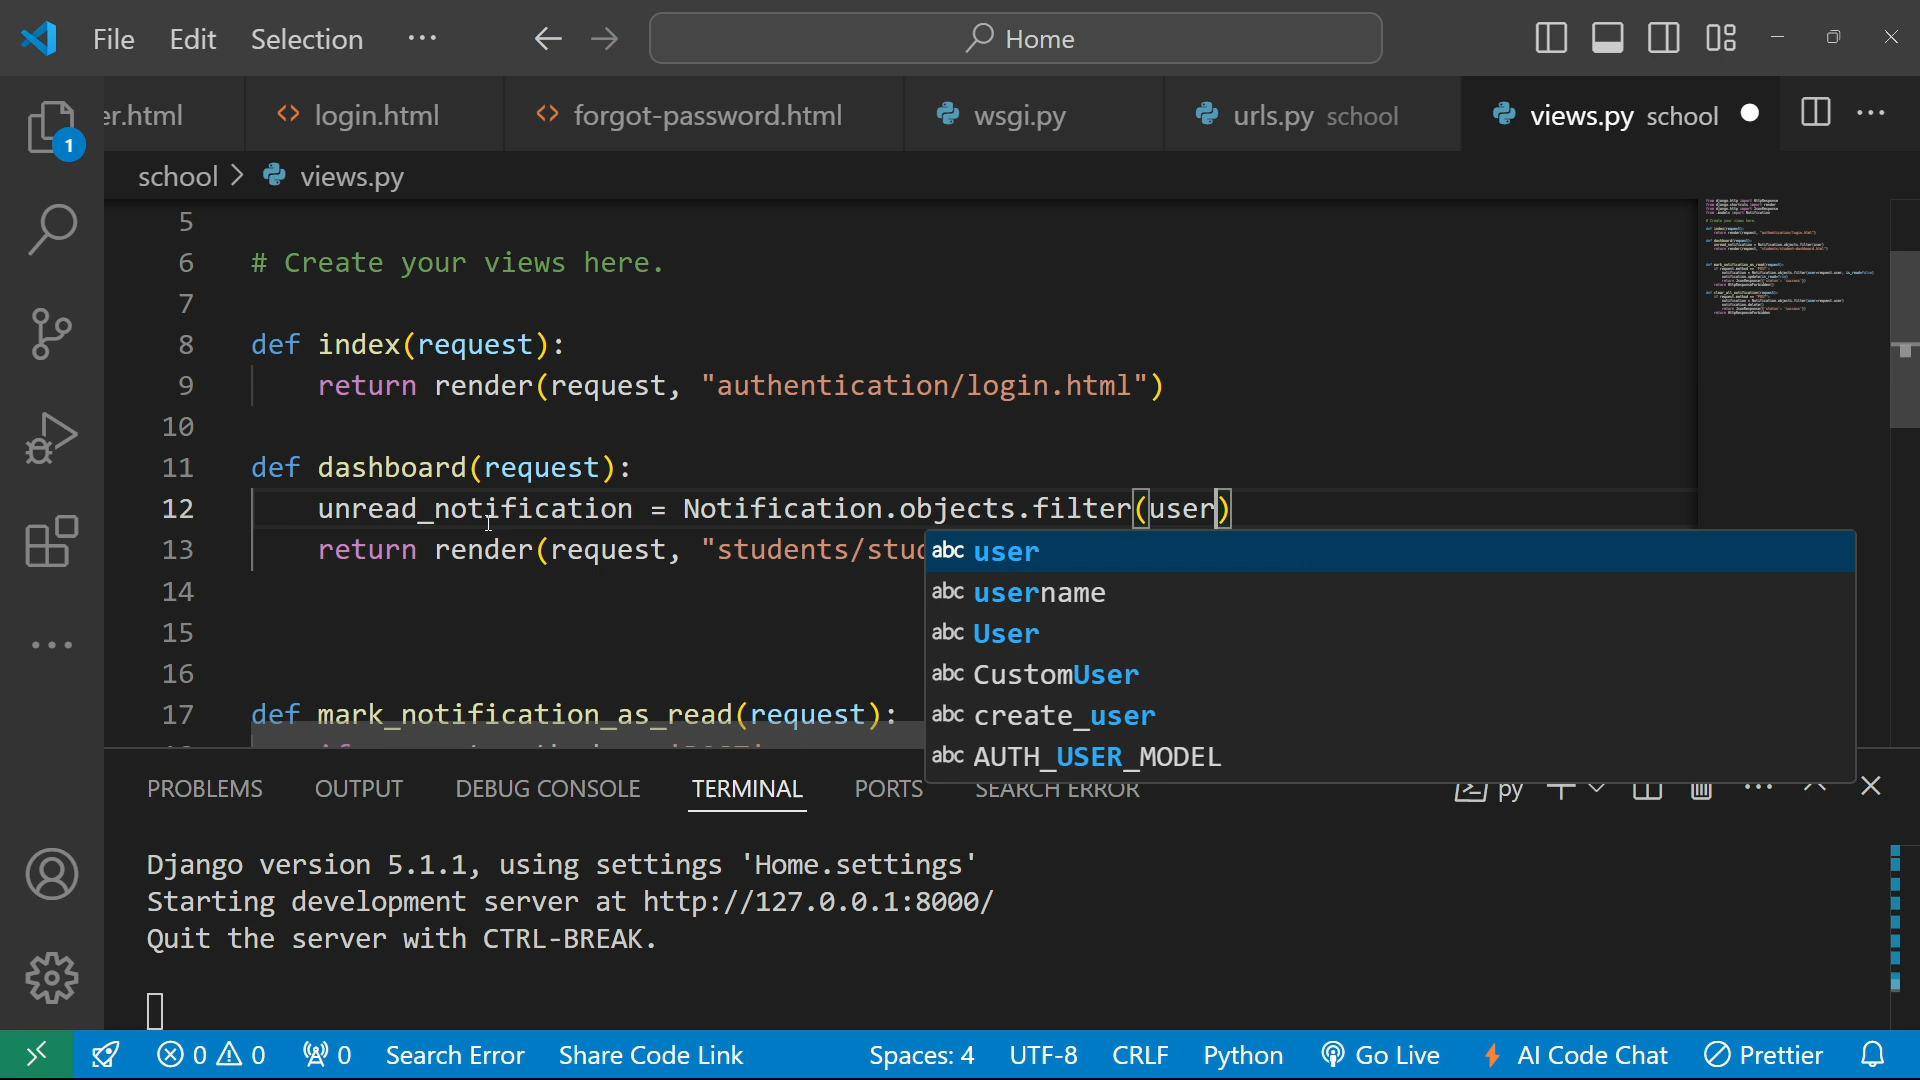 File Edit Selection ··· Home
er.html login.html forgot-password.html wsgi.py urls.py school views.py school ···
1
school > views.py
5
6 # Create your views here.
7
8 def index(request):
9 return render(request, "authentication/login.html")
10
11 def dashboard(request):
12 unread_notification = Notification.objects.filter(user)
13 return render(request, "students/stud
14
15
16
17 def mark_notification_as_read(request):
abc user
abc username
abc User
abc CustomUser
abc create_user
abc AUTH_USER_MODEL
PROBLEMS OUTPUT DEBUG CONSOLE TERMINAL PORTS SEARCH ERROR py
Django version 5.1.1, using settings 'Home.settings'
Starting development server at http://127.0.0.1:8000/
Quit the server with CTRL-BREAK.
0 0 0 Search Error Share Code Link Spaces: 4 UTF-8 CRLF Python Go Live AI Code Chat Prettier